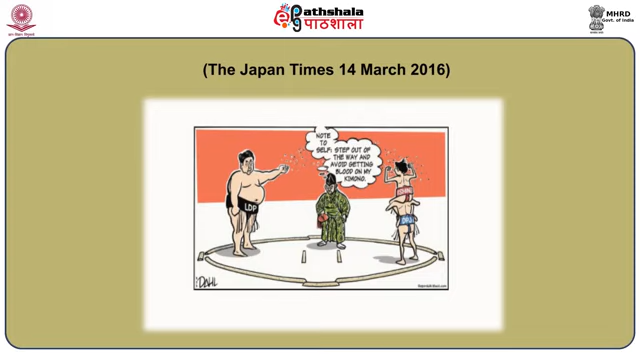 ePathshala
पाठशाला
MHRD
Govt. of India
(The Japan Times 14 March 2016)
NOTE
TO
SELF: STEP OUT OF
THE WAY AND
AVOID GETTING
BLOOD ON MY
KIMONO.
LDP
DAHL